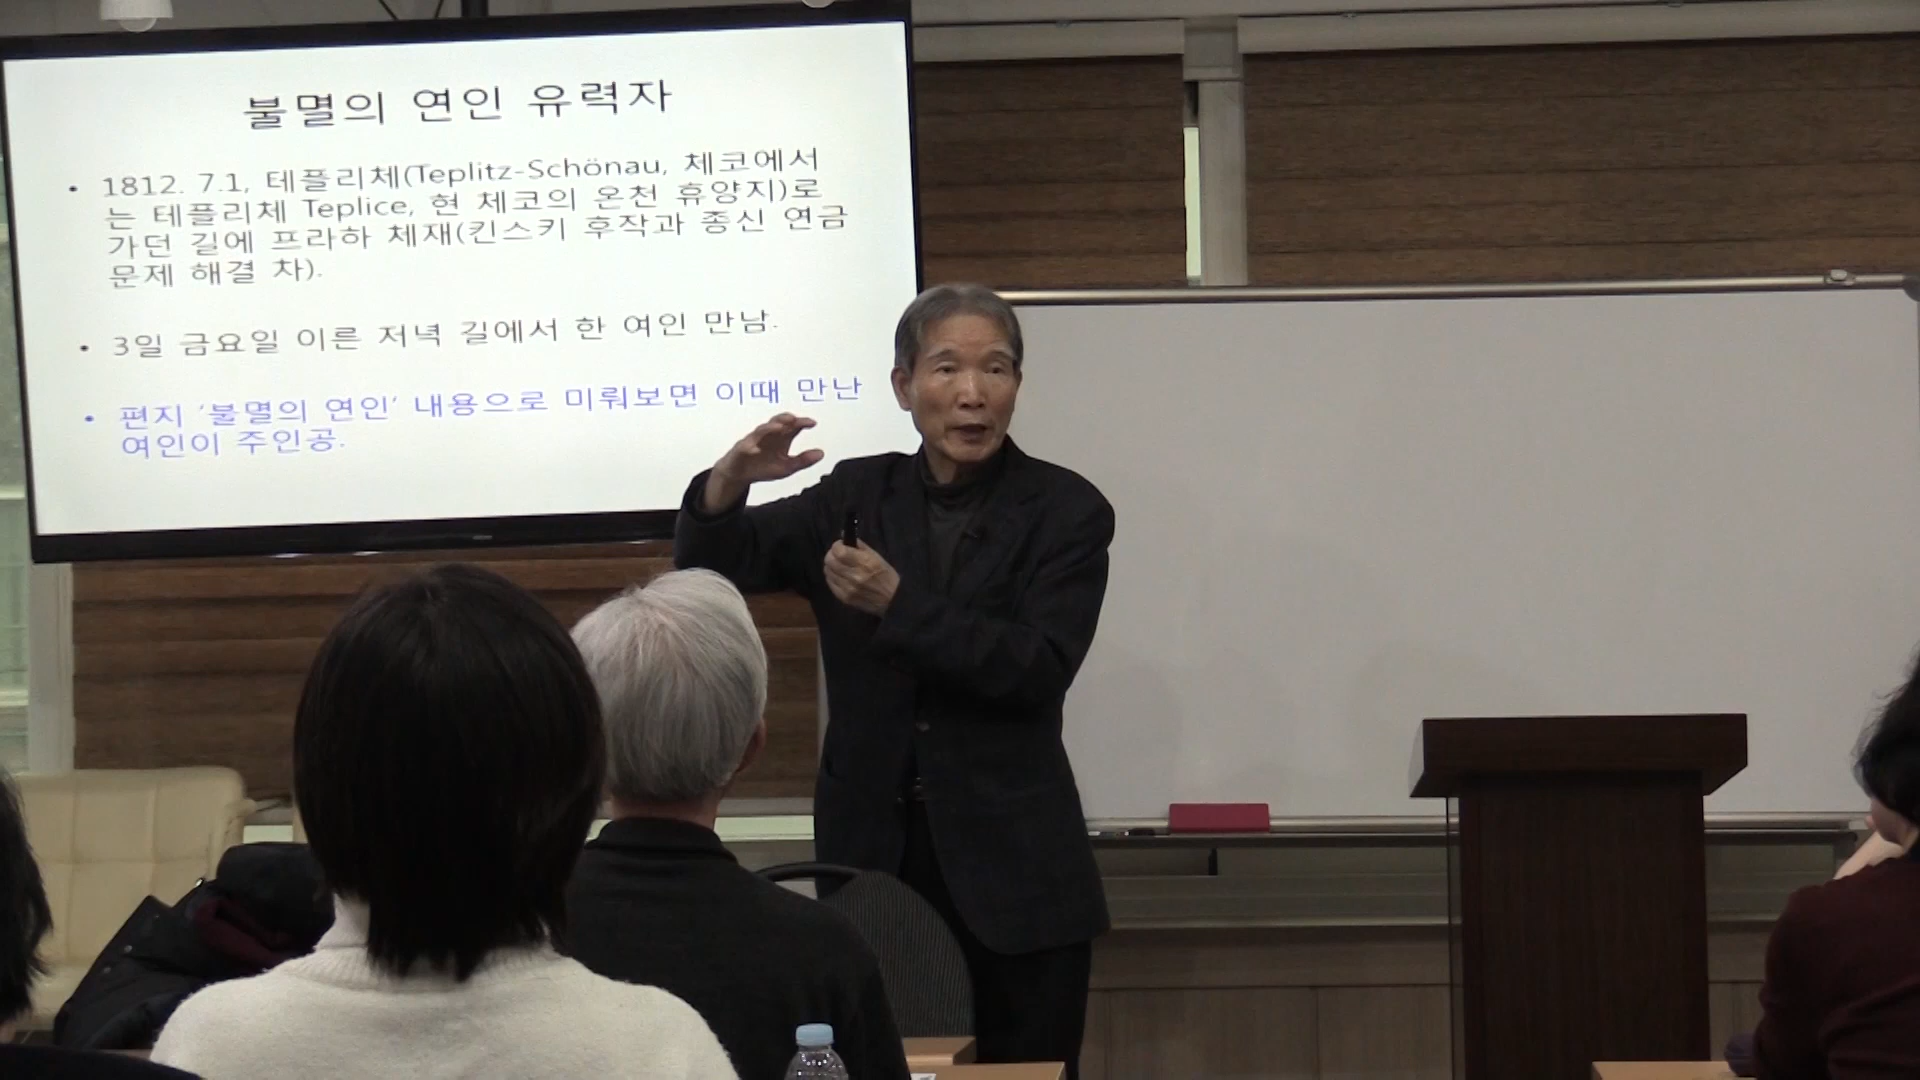 불멸의 연인 유력자
• 1812. 7.1, 테플리체(Teplitz-Schönau, 체코에서
는 테플리체 Teplice, 현 체코의 온천 휴양지)로
가던 길에 프라하 체재(킨스키 후작과 종신 연금
문제 해결 차).
• 3일 금요일 이른 저녁 길에서 한 여인 만남.
• 편지 ‘불멸의 연인’ 내용으로 미뤄보면 이때 만난
여인이 주인공.